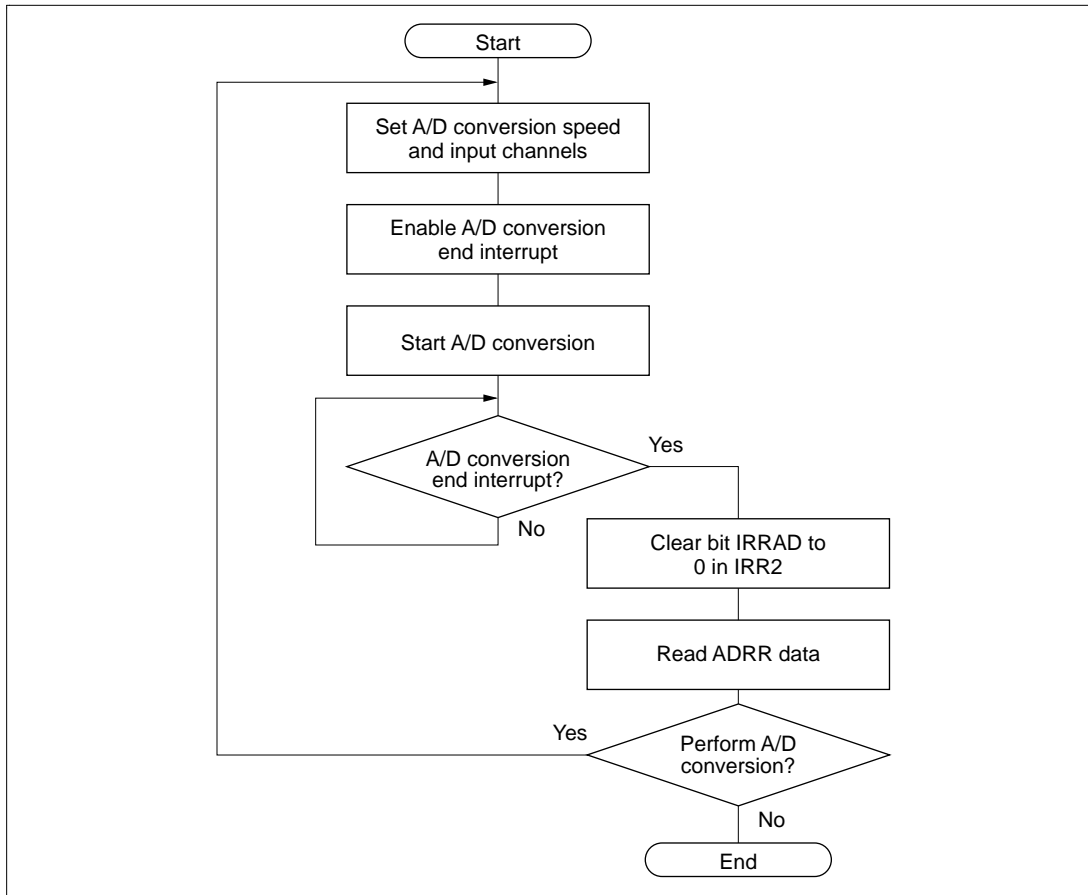 Start
Set A/D conversion speed
and input channels
Enable A/D conversion
end interrupt
Start A/D conversion
A/D conversion
end interrupt?
Yes
No
Clear bit IRRAD to
0 in IRR2
Read ADRR data
Perform A/D
conversion?
Yes
No
End